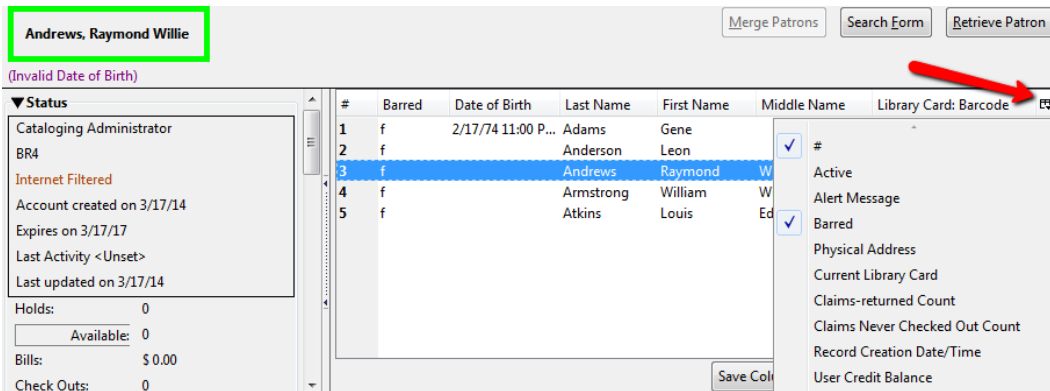 Andrews, Raymond Willie
Merge Patrons Search Form Retrieve Patron
(Invalid Date of Birth)
▼Status
Cataloging Administrator
BR4
Internet Filtered
Account created on 3/17/14
Expires on 3/17/17
Last Activity <Unset>
Last updated on 3/17/14
Holds: 0
Available: 0
Bills: $ 0.00
Check Outs: 0
# Barred Date of Birth Last Name First Name Middle Name Library Card: Barcode
1 f 2/17/74 11:00 P... Adams Gene
2 f Anderson Leon
3 f Andrews Raymond W
4 f Armstrong William W
5 f Atkins Louis Ed
Save Colu
✓ #
Active
Alert Message
✓ Barred
Physical Address
Current Library Card
Claims-returned Count
Claims Never Checked Out Count
Record Creation Date/Time
User Credit Balance